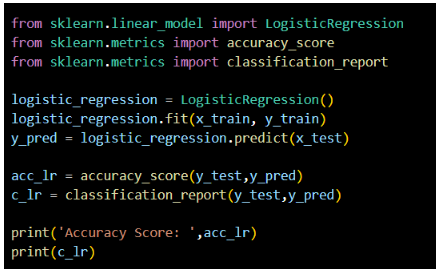 from sklearn.linear_model import LogisticRegression
from sklearn.metrics import accuracy_score
from sklearn.metrics import classification_report
logistic_regression = LogisticRegression()
logistic_regression.fit(x_train, y_train)
y_pred = logistic_regression.predict(x_test)
acc_lr = accuracy_score(y_test,y_pred)
c_lr = classification_report(y_test,y_pred)
print('Accuracy Score: ',acc_lr)
print(c_lr)